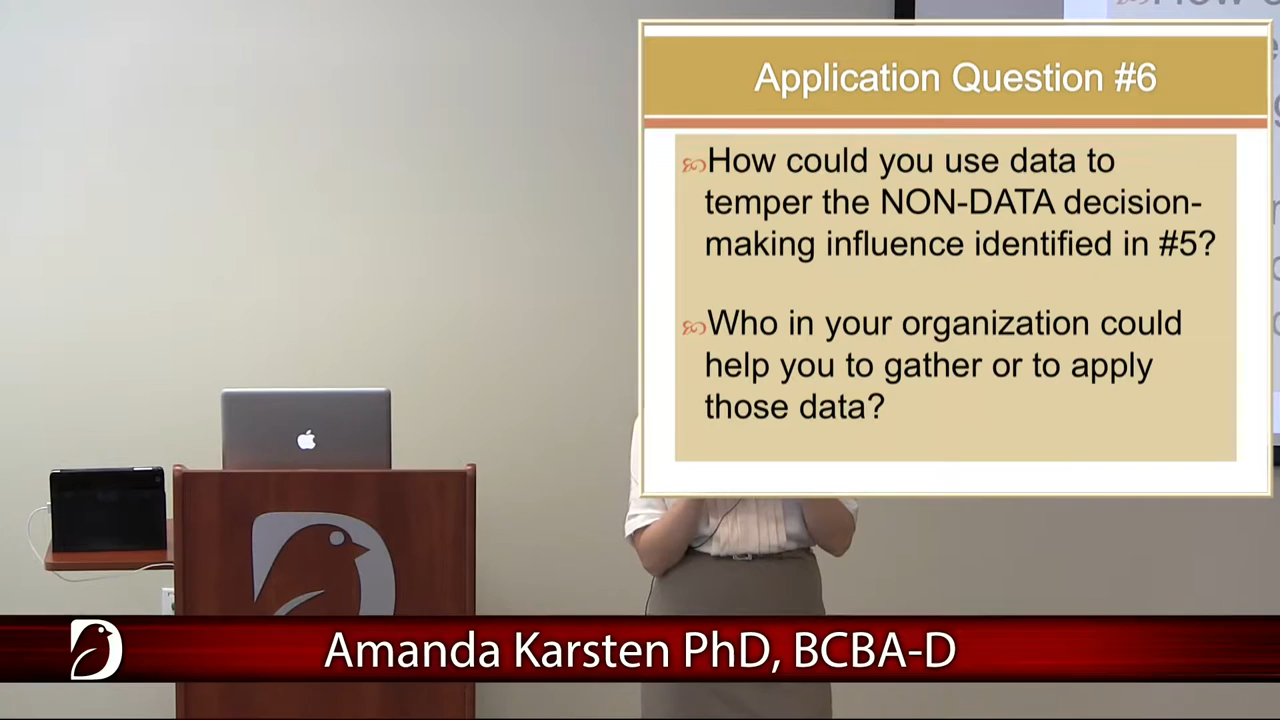 Application Question #6
How could you use data to
temper the NON-DATA decision-
making influence identified in #5?
Who in your organization could
help you to gather or to apply
those data?
Amanda Karsten PhD, BCBA-D